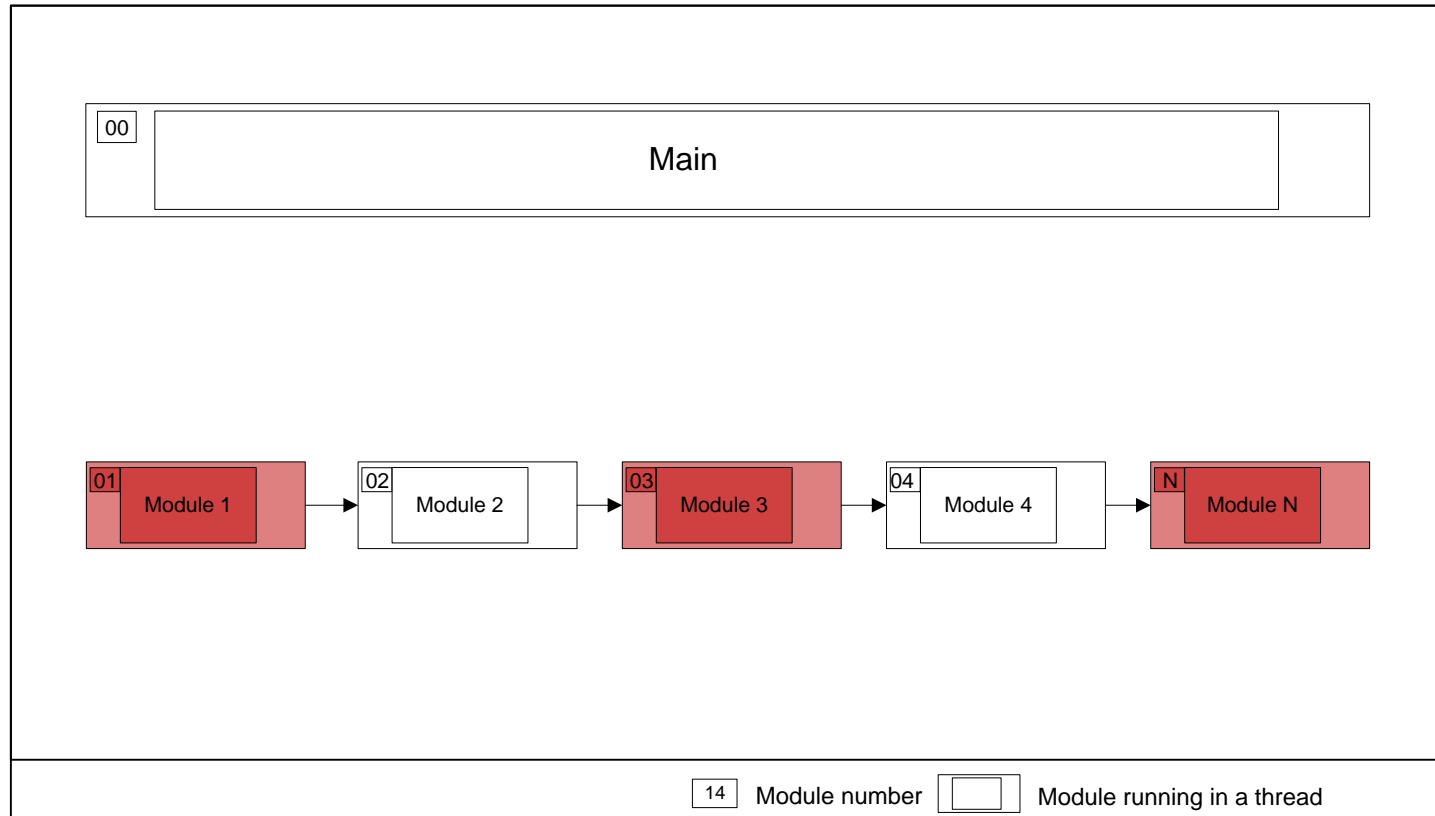 00
Main
01
Module 1
02
Module 2
03
Module 3
04
Module 4
N
Module N
14 Module number Module running in a thread